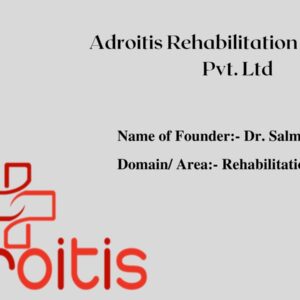 Adroitis Rehabilitation
Pvt. Ltd
Name of Founder:- Dr. Salm
Domain/ Area:- Rehabilitatio
roitis